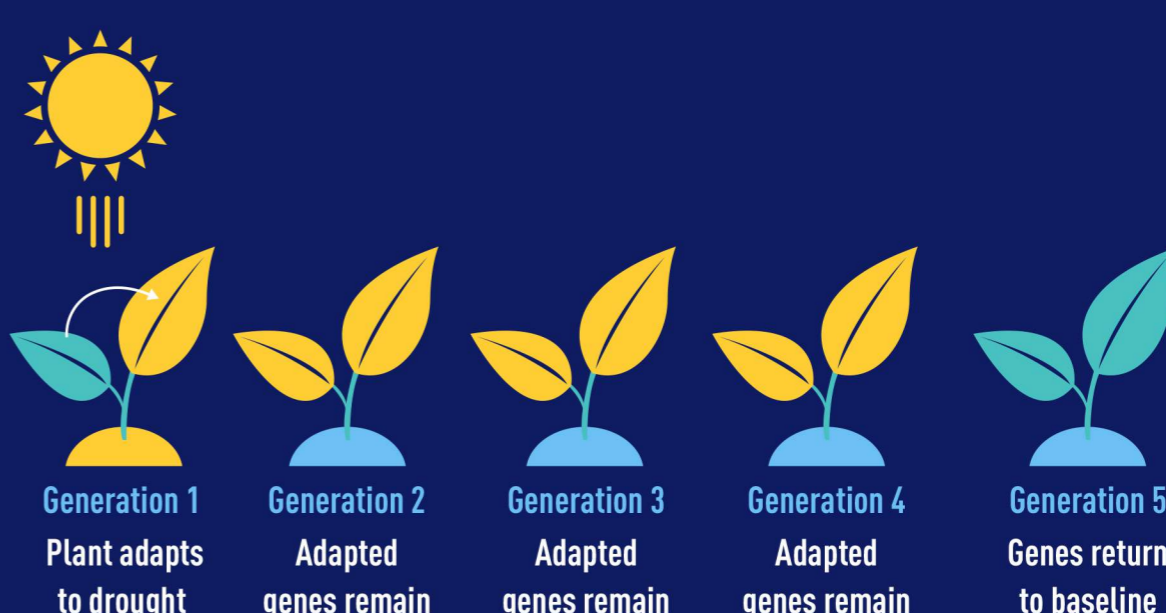 Generation 1
Plant adapts
to drought
Generation 2
Adapted
genes remain
Generation 3
Adapted
genes remain
Generation 4
Adapted
genes remain
Generation 5
Genes return
to baseline